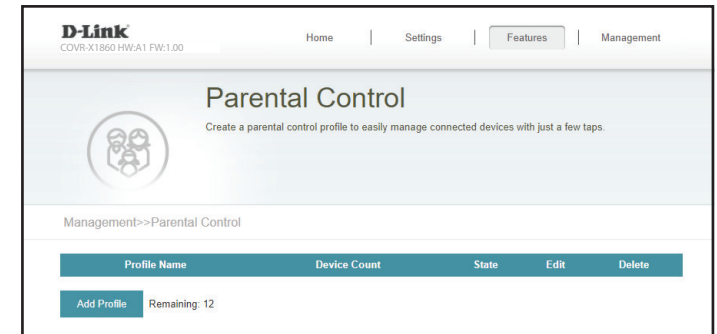 D-Link
COVR-X1860 HW:A1 FW:1.00
Home | Settings | Features | Management
Parental Control
Create a parental control profile to easily manage connected devices with just a few taps.
Management>>Parental Control
Profile Name Device Count State Edit Delete
Add Profile Remaining: 12